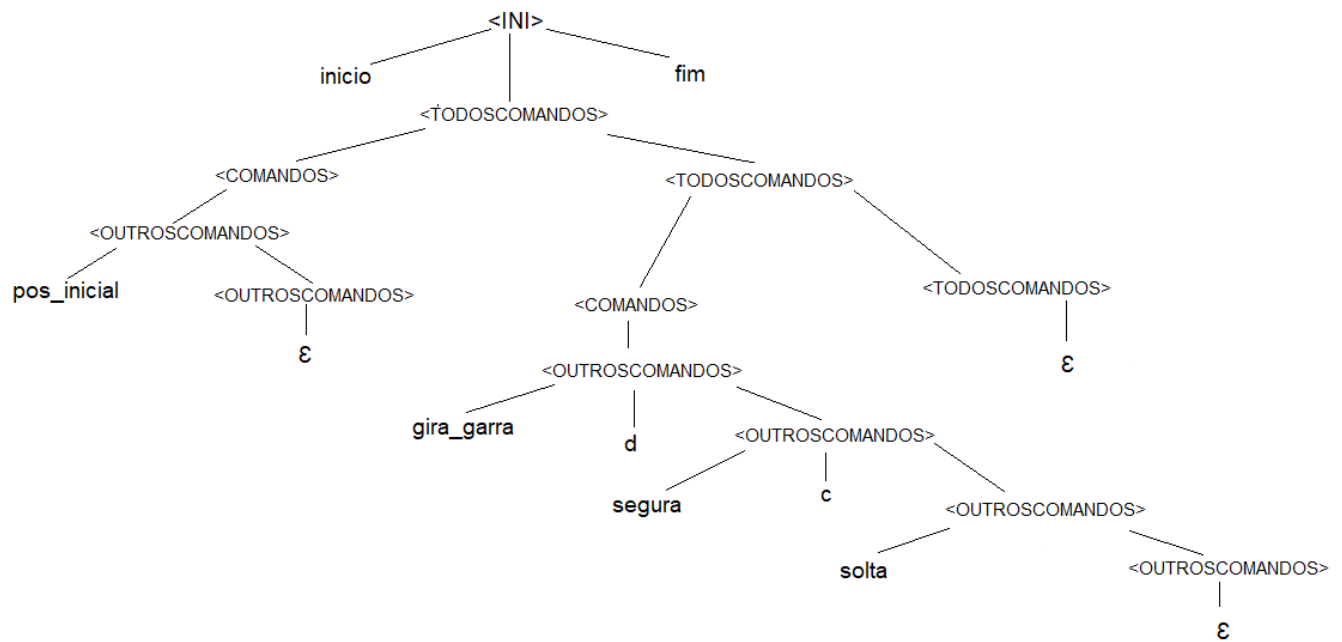 <INI>
inicio
fim
<TODOSCOMANDOS>
<COMANDOS>
<TODOSCOMANDOS>
<OUTROSCOMANDOS>
pos_inicial
<OUTROSCOMANDOS>
<COMANDOS>
<TODOSCOMANDOS>
ε
ε
<OUTROSCOMANDOS>
gira_garra
d
<OUTROSCOMANDOS>
segura
c
<OUTROSCOMANDOS>
solta
<OUTROSCOMANDOS>
ε